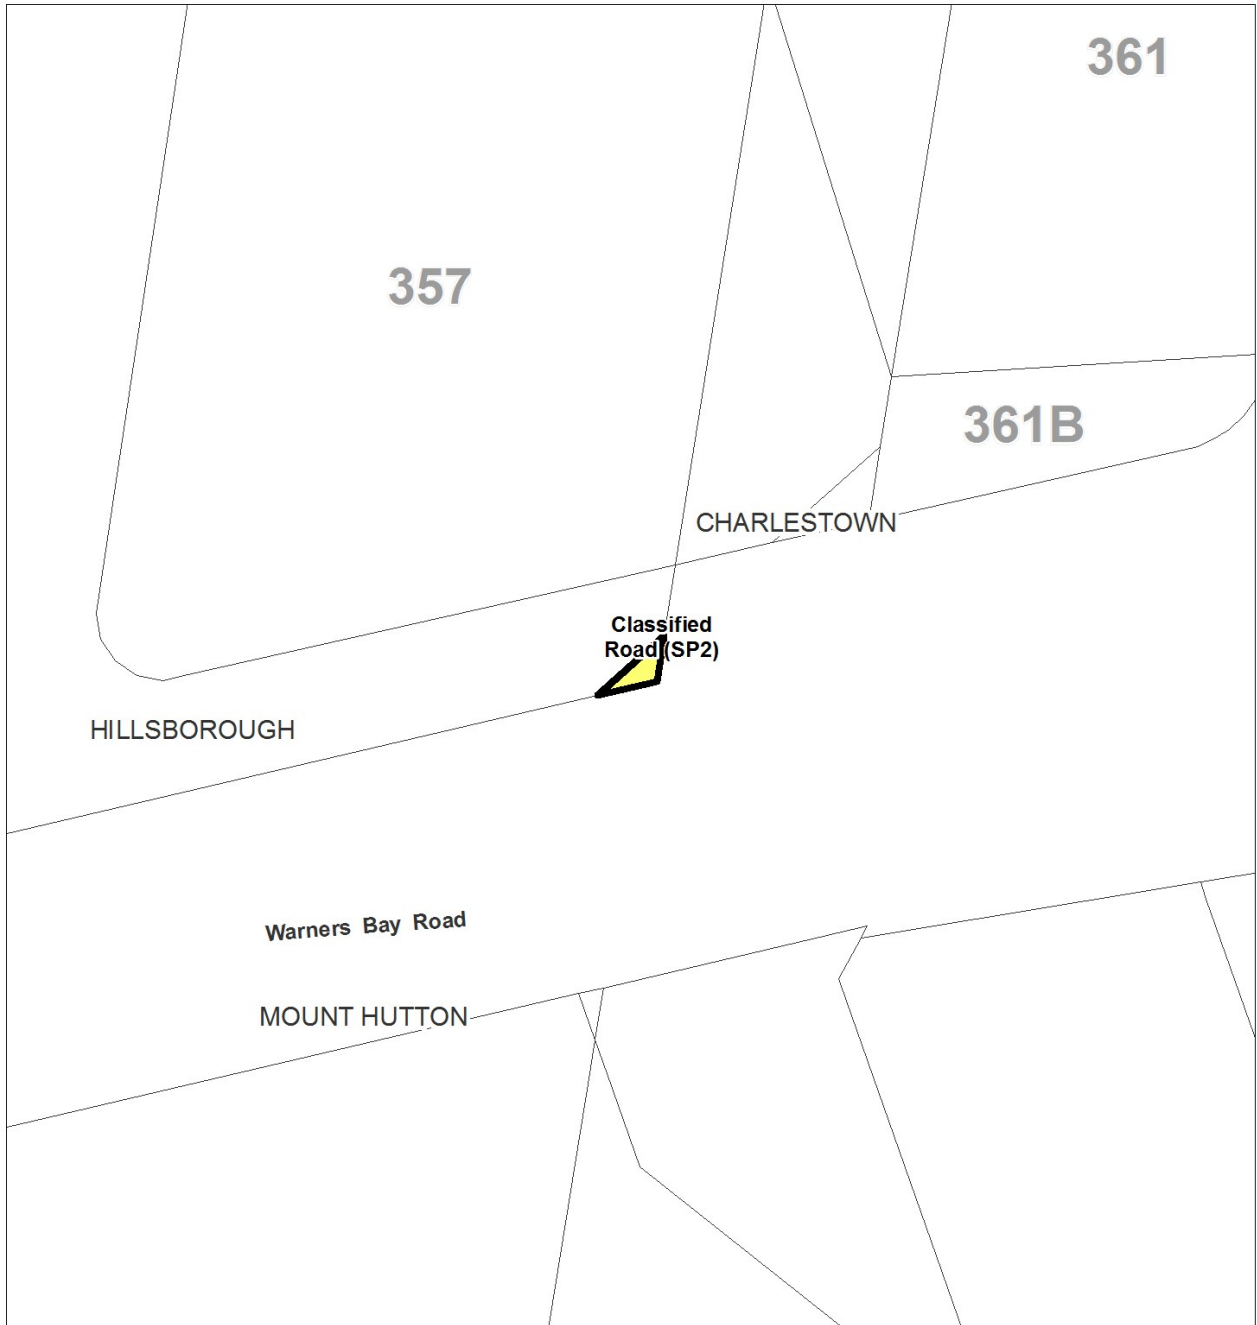 361
357
361B
CHARLESTOWN
Classified
Road (SP2)
HILLSBOROUGH
Warners Bay Road
MOUNT HUTTON